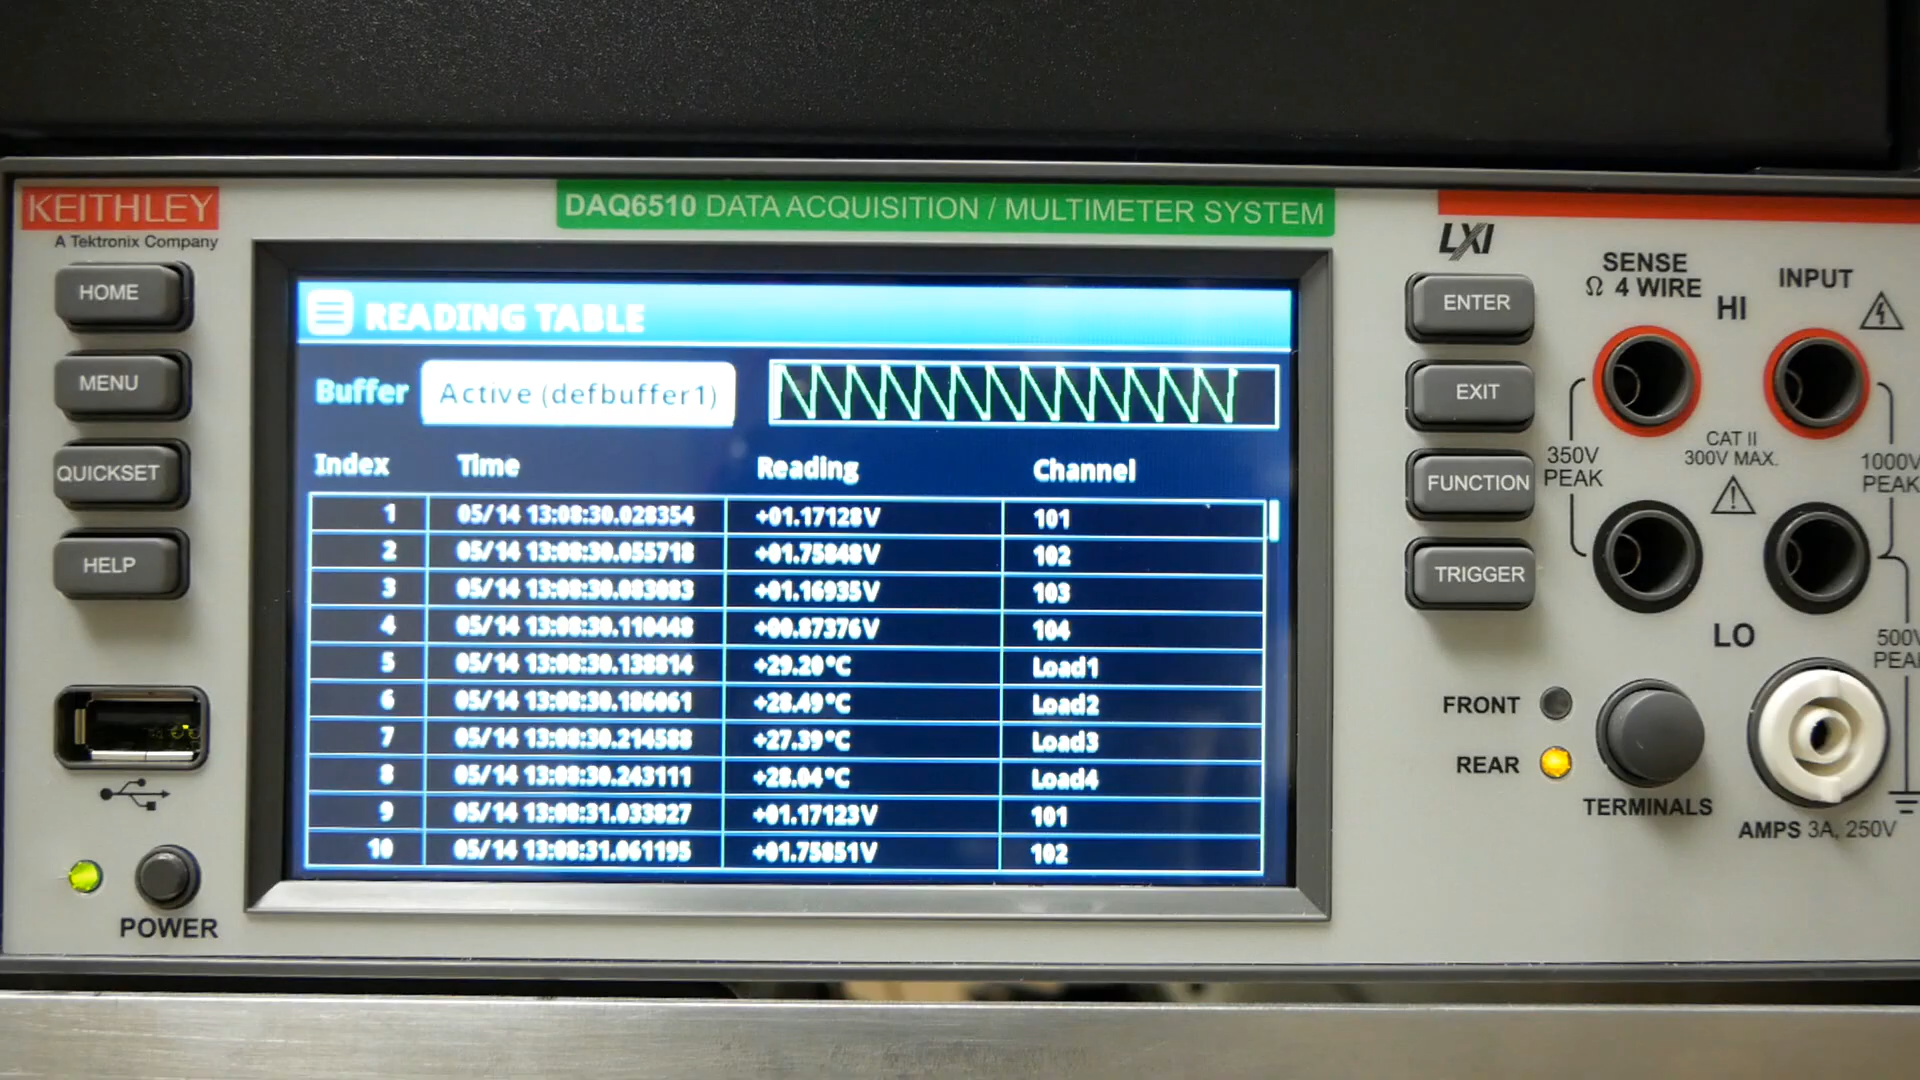 KEITHLEY
A Tektronix Company
DAQ6510 DATA ACQUISITION / MULTIMETER SYSTEM
LXI
HOME
MENU
QUICKSET
HELP
POWER
READING TABLE
Buffer Active (defbuffer1)
Index Time Reading Channel
1 05/14 13:08:30.028354 +01.17128V 101
2 05/14 13:08:30.055718 +01.75848V 102
3 05/14 13:08:30.083083 +01.16935V 103
4 05/14 13:08:30.110448 +00.87376V 104
5 05/14 13:08:30.138814 +29.20°C Load1
6 05/14 13:08:30.186061 +28.49°C Load2
7 05/14 13:08:30.214588 +27.39°C Load3
8 05/14 13:08:30.243111 +28.04°C Load4
9 05/14 13:08:31.033827 +01.17123V 101
10 05/14 13:08:31.061195 +01.75851V 102
ENTER
EXIT
FUNCTION
TRIGGER
SENSE
Ω 4 WIRE
HI
INPUT
350V
PEAK
CAT II
300V MAX.
1000V
PEAK
LO
500V
PEAK
FRONT
REAR
TERMINALS
AMPS 3A, 250V